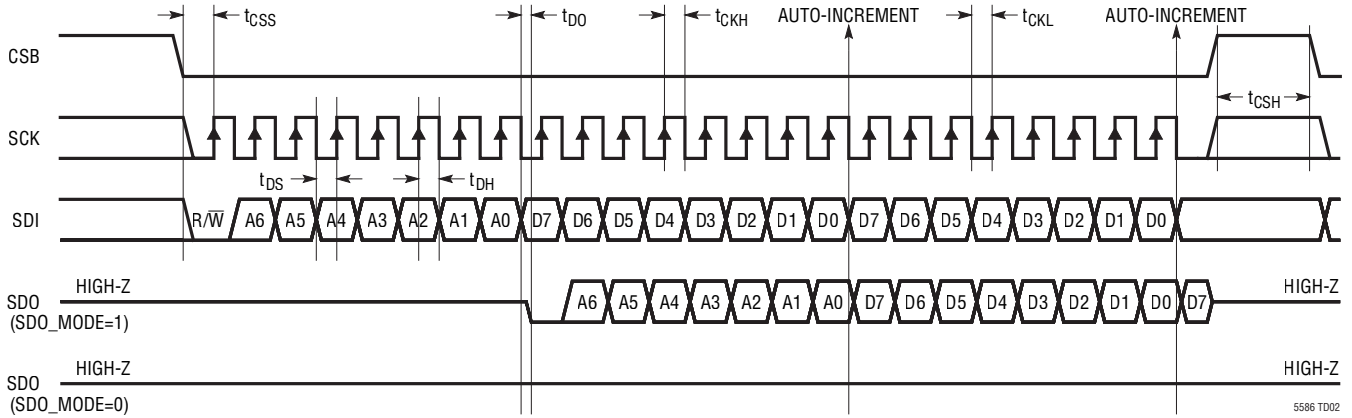 tCSS tDO tCKH AUTO-INCREMENT tCKL AUTO-INCREMENT
CSB
tCSH
SCK
tDS tDH
SDI R/W̅ A6 A5 A4 A3 A2 A1 A0 D7 D6 D5 D4 D3 D2 D1 D0 D7 D6 D5 D4 D3 D2 D1 D0
HIGH-Z HIGH-Z
SDO A6 A5 A4 A3 A2 A1 A0 D7 D6 D5 D4 D3 D2 D1 D0 D7
(SDO_MODE=1)
HIGH-Z HIGH-Z
SDO
(SDO_MODE=0)
5586 TD02